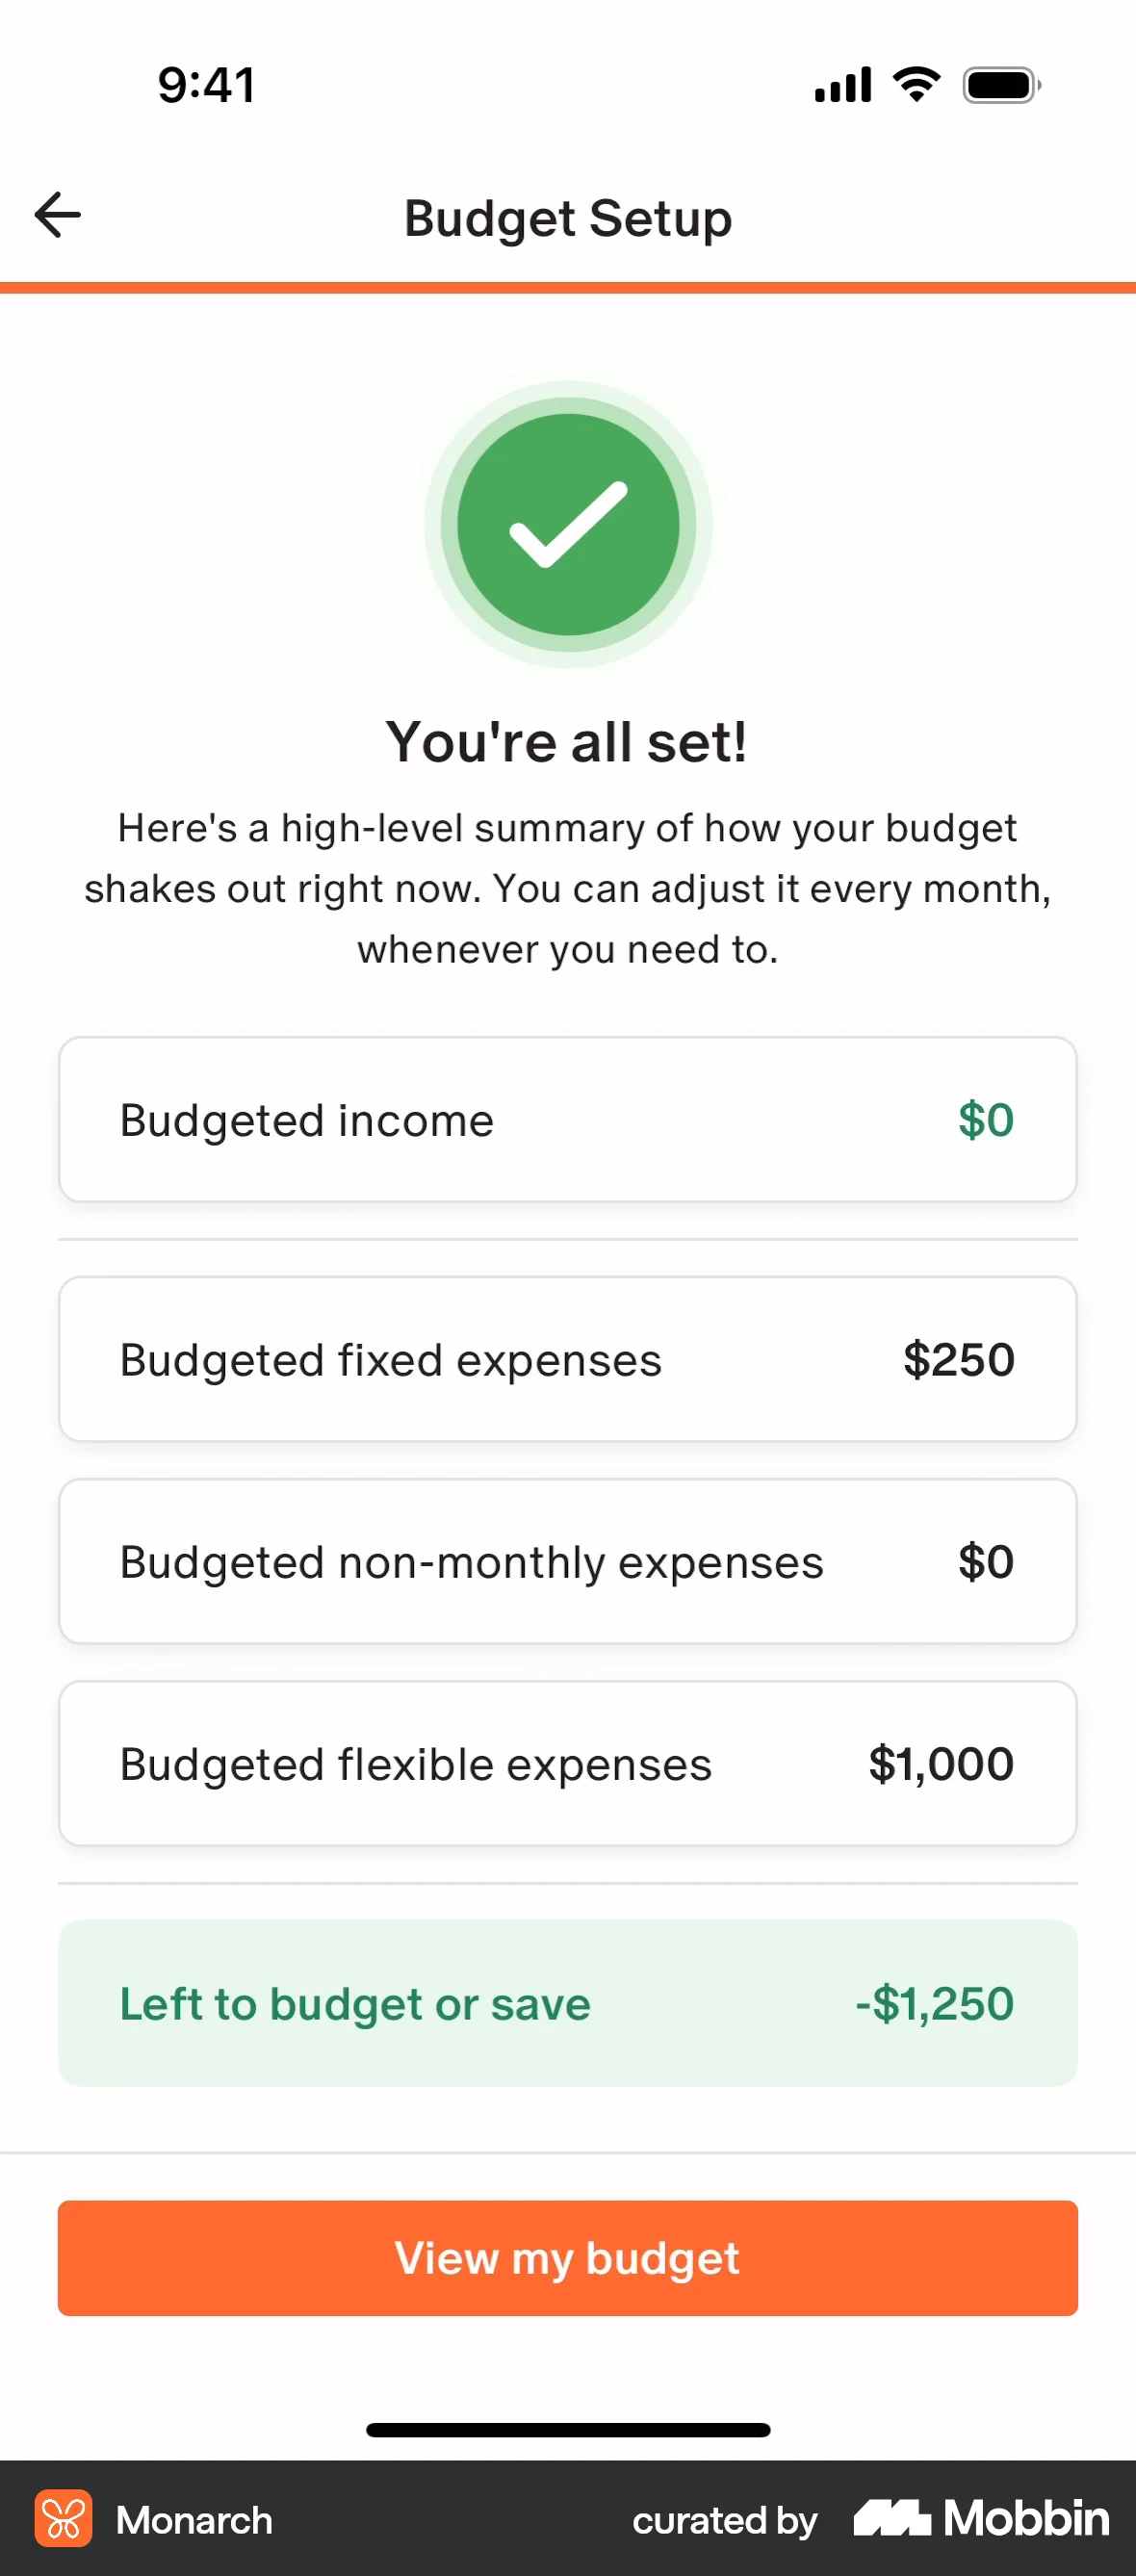 9:41
Budget Setup
You're all set!
Here's a high-level summary of how your budget
shakes out right now. You can adjust it every month,
whenever you need to.
Budgeted income $0
Budgeted fixed expenses $250
Budgeted non-monthly expenses $0
Budgeted flexible expenses $1,000
Left to budget or save -$1,250
View my budget
Monarch curated by Mobbin